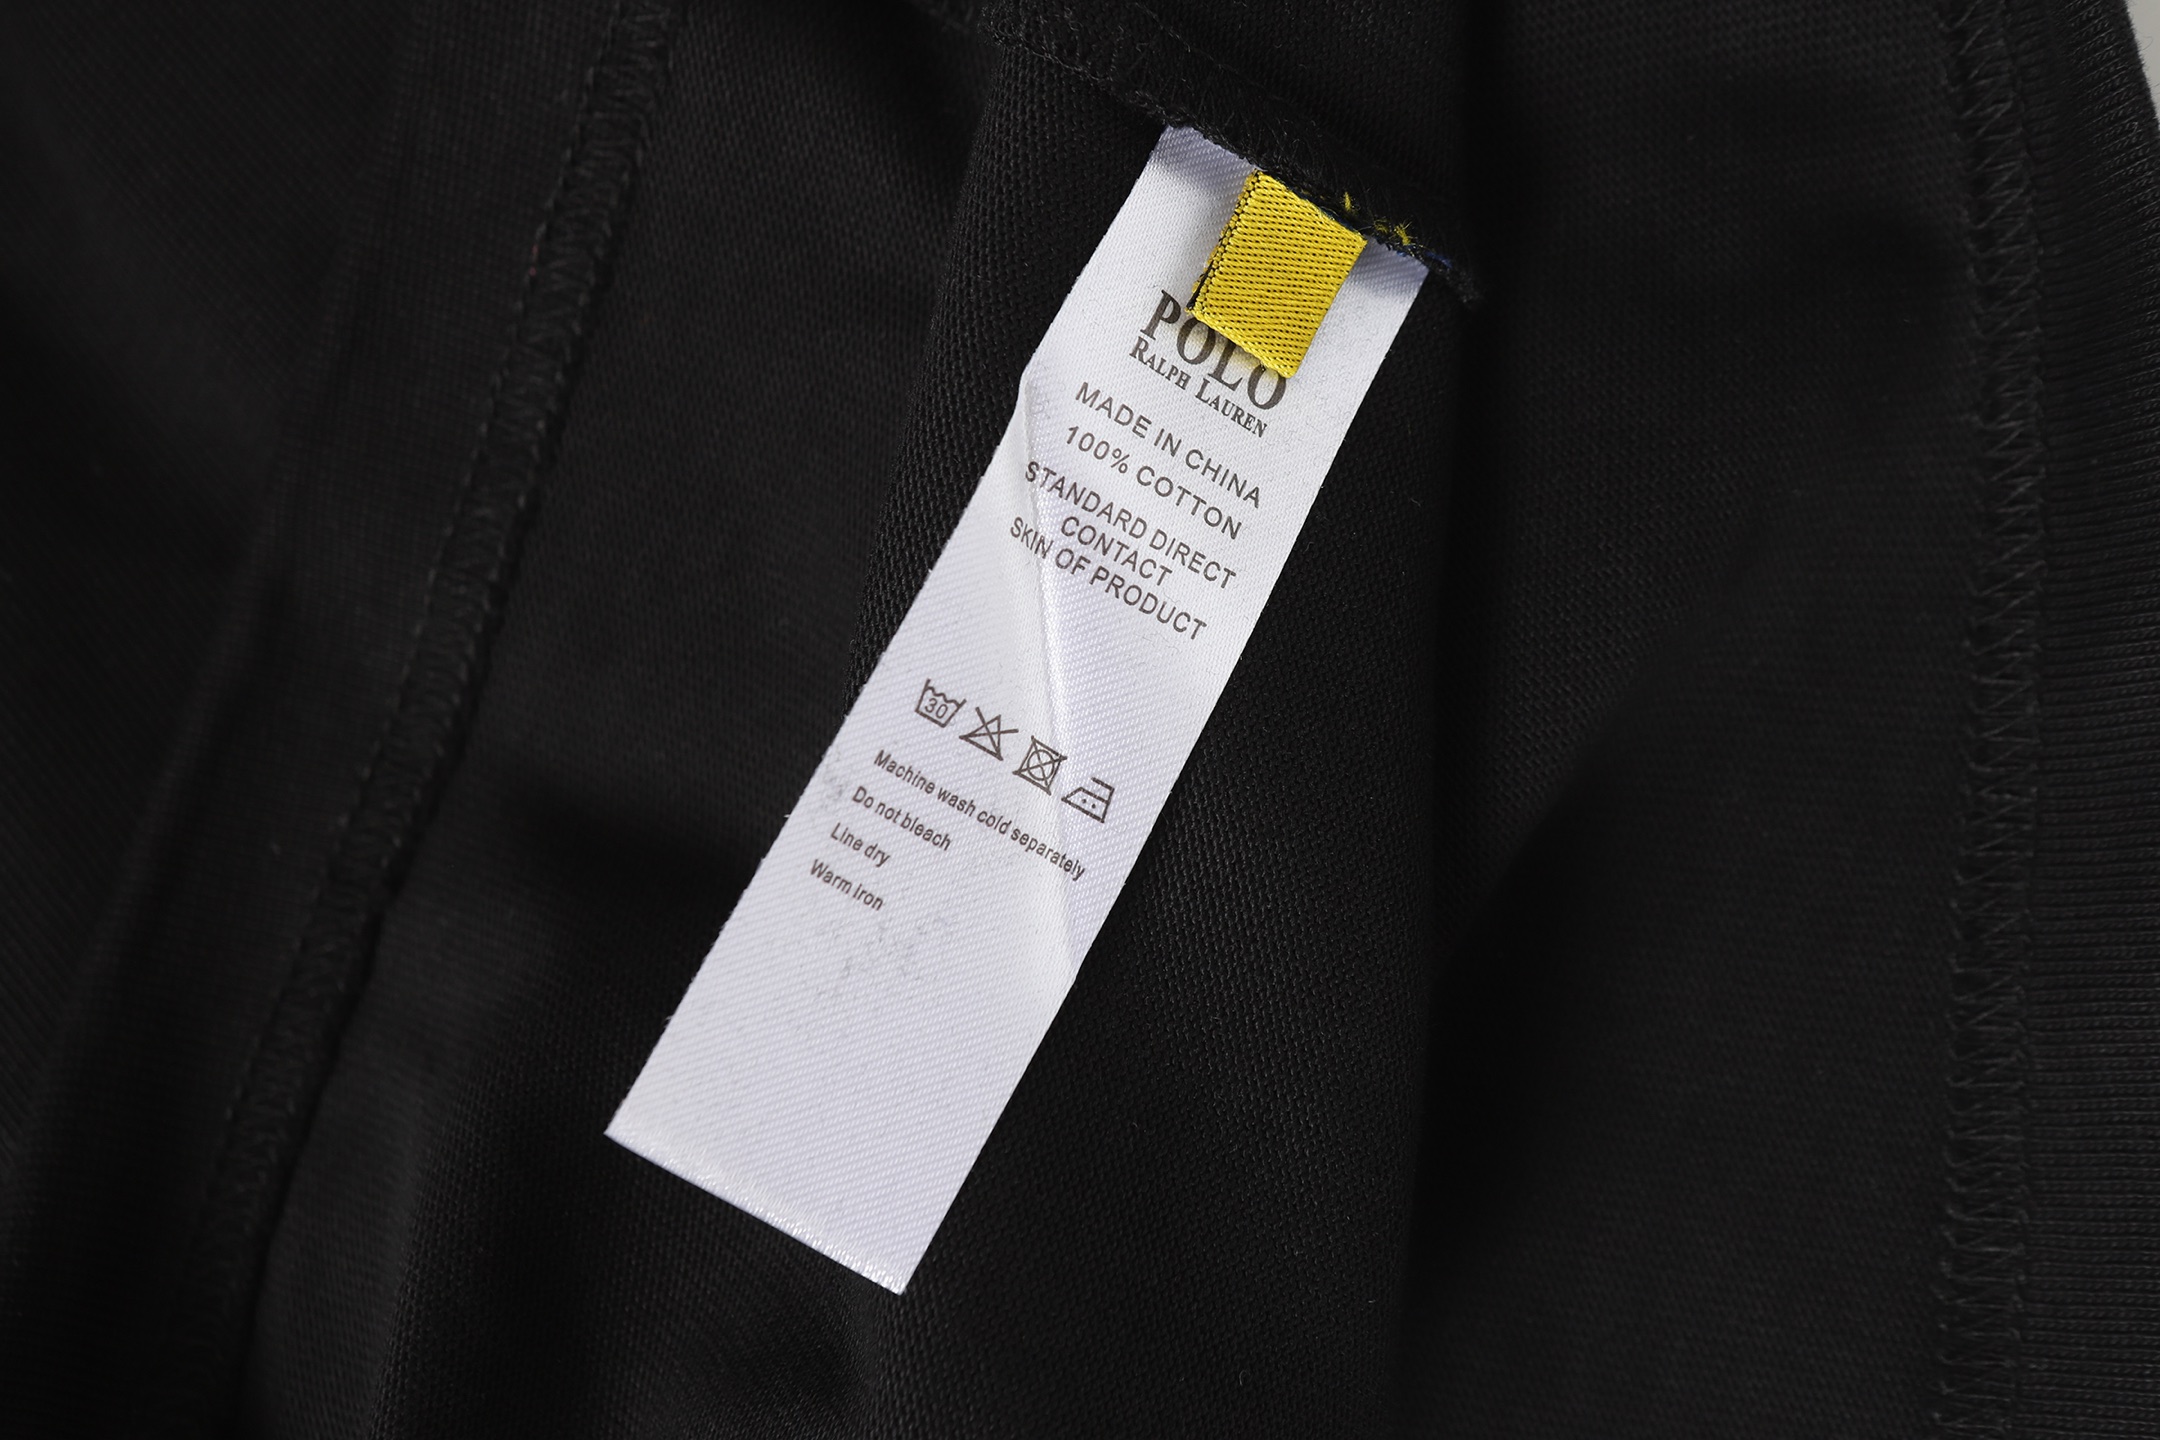 POLO
RALPH LAUREN
MADE IN CHINA
100% COTTON
STANDARD DIRECT
CONTACT
SKIN OF PRODUCT
30
Machine wash cold separately
Do not bleach
Line dry
Warm iron